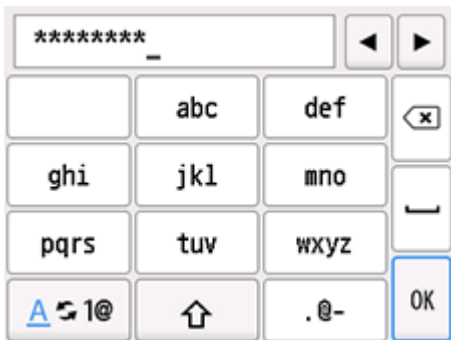 ********_
abc def
ghi jkl mno
pqrs tuv wxyz
A 1@ .@- OK